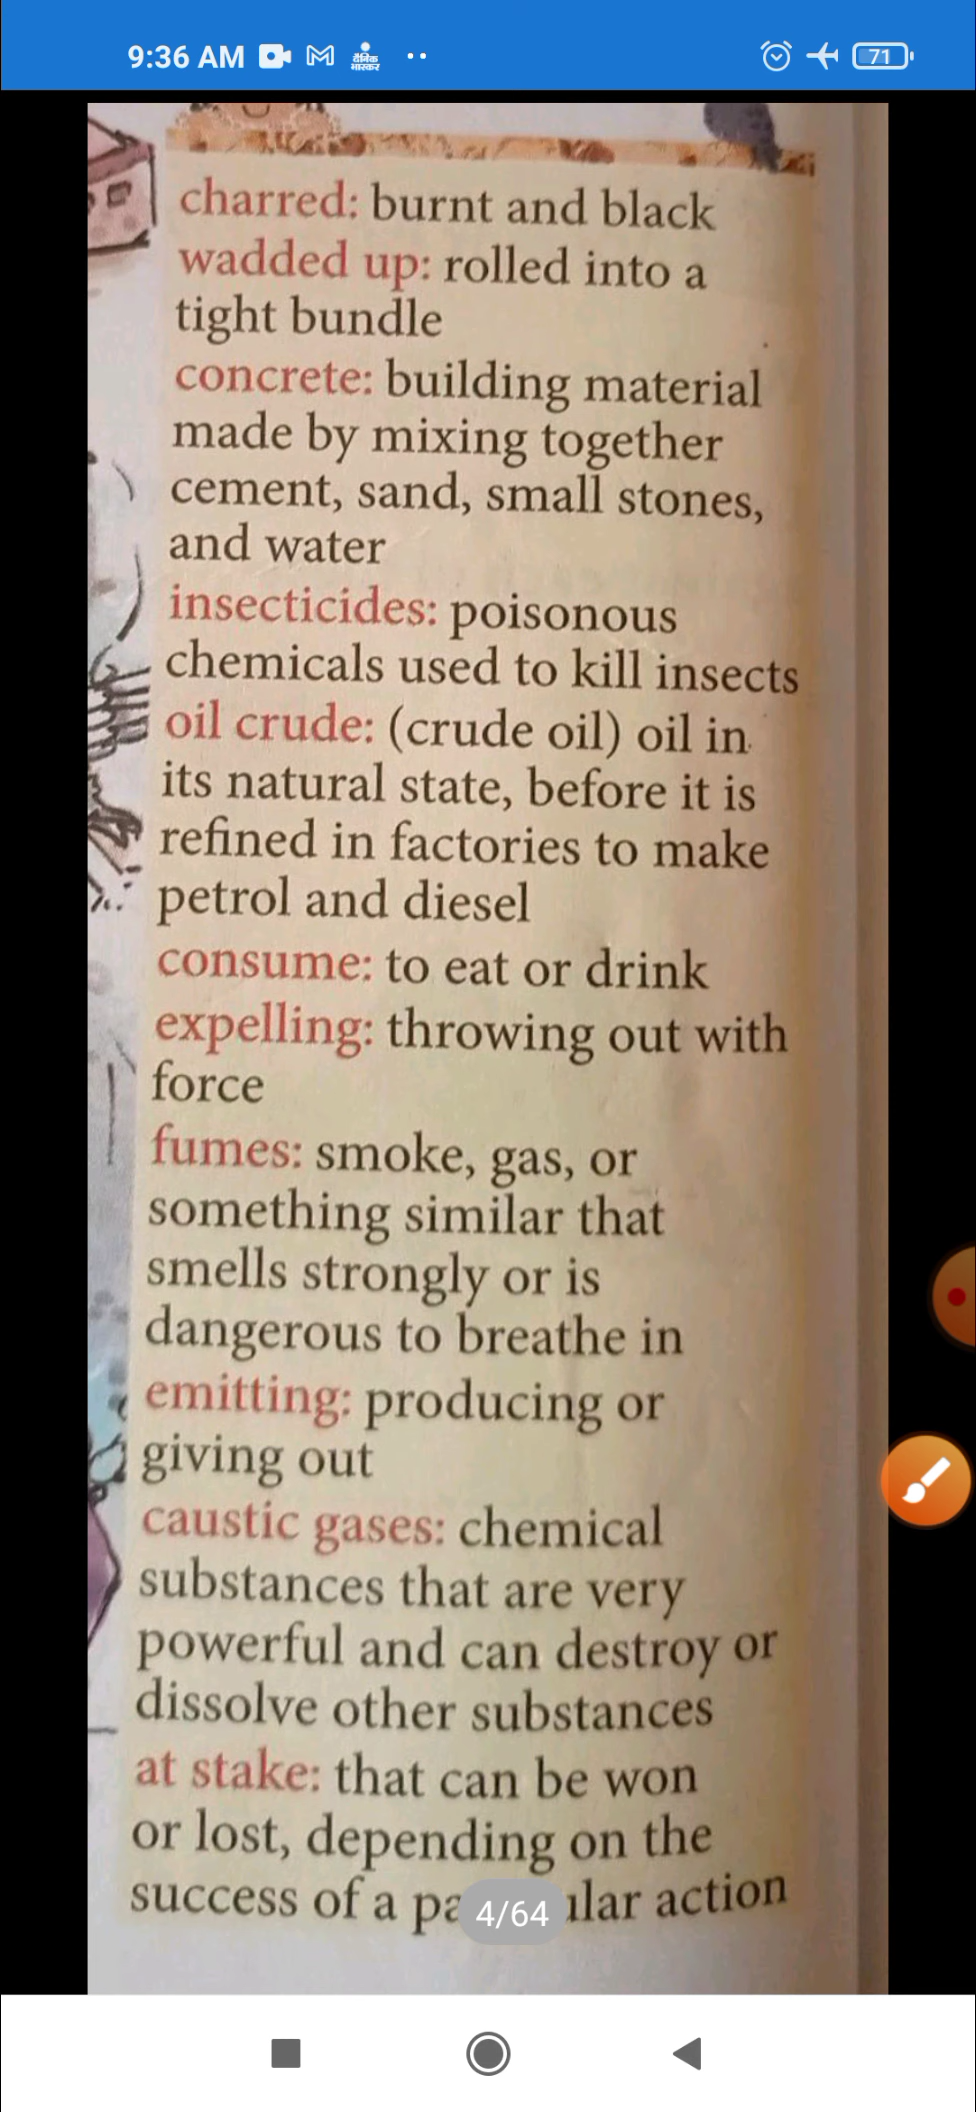 9:36 AM
दैनिक
भास्कर
71
charred: burnt and black
wadded up: rolled into a
tight bundle
concrete: building material
made by mixing together
cement, sand, small stones,
and water
insecticides: poisonous
chemicals used to kill insects
oil crude: (crude oil) oil in
its natural state, before it is
refined in factories to make
petrol and diesel
consume: to eat or drink
expelling: throwing out with
force
fumes: smoke, gas, or
something similar that
smells strongly or is
dangerous to breathe in
emitting: producing or
giving out
caustic gases: chemical
substances that are very
powerful and can destroy or
dissolve other substances
at stake: that can be won
or lost, depending on the
success of a action
4/64